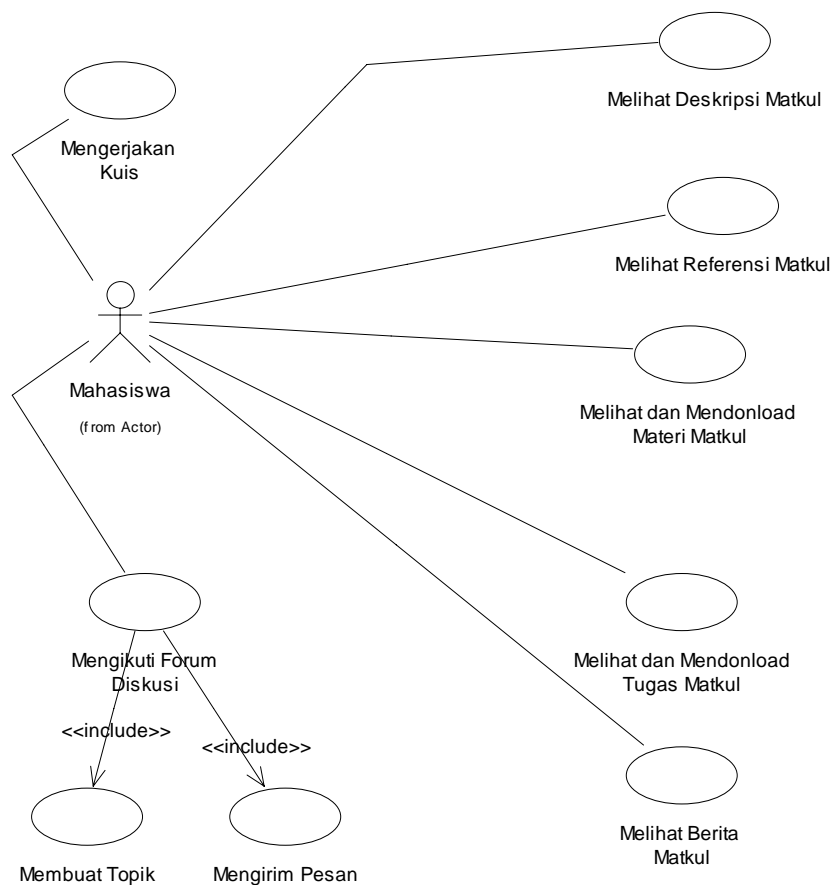 Melihat Deskripsi Matkul
Mengerjakan
Kuis
Melihat Referensi Matkul
Mahasiswa
(from Actor)
Melihat dan Mendonload
Materi Matkul
Mengikuti Forum
Diskusi
Melihat dan Mendonload
Tugas Matkul
<<include>>
<<include>>
Melihat Berita
Matkul
Membuat Topik
Mengirim Pesan